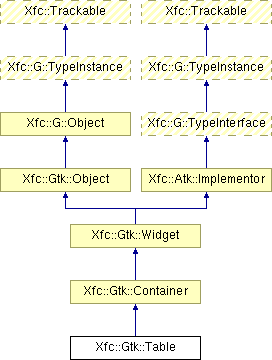 Xfc::Trackable Xfc::Trackable
Xfc::G::TypeInstance Xfc::G::TypeInstance
Xfc::G::Object Xfc::G::TypeInterface
Xfc::Gtk::Object Xfc::Atk::Implementor
Xfc::Gtk::Widget
Xfc::Gtk::Container
Xfc::Gtk::Table